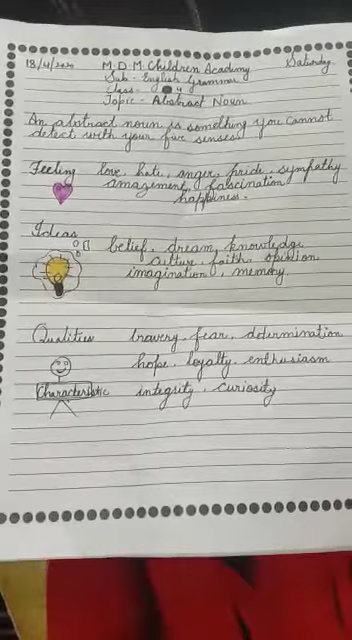 18/4/2020 M.D.M. Children Academy Saturday
Sub - English Grammar
Class - 4
Topic - Abstract Noun
An abstract noun is something you cannot
detect with your five senses.
Feeling love, hate, anger, pride, sympathy
amazement, fascination
happiness.
Ideas
belief, dream, knowledge
culture, faith, opinion
imagination, memory.
Qualities bravery, fear, determination
hope, loyalty, enthusiasm
Characteristic integrity, curiosity